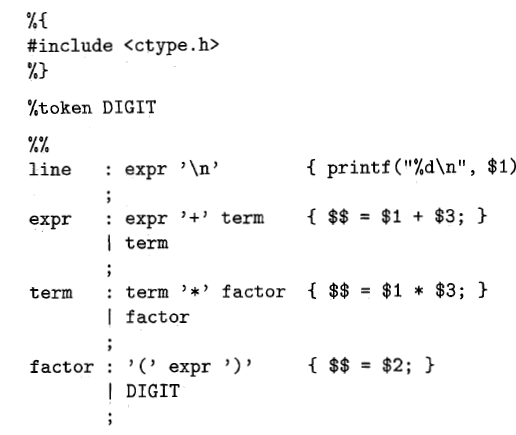 %{
#include <ctype.h>
%}
%token DIGIT
%%
line : expr '\n' { printf("%d\n", $1)
;
expr : expr '+' term { $$ = $1 + $3; }
| term
;
term : term '*' factor { $$ = $1 * $3; }
| factor
;
factor : '(' expr ')' { $$ = $2; }
| DIGIT
;